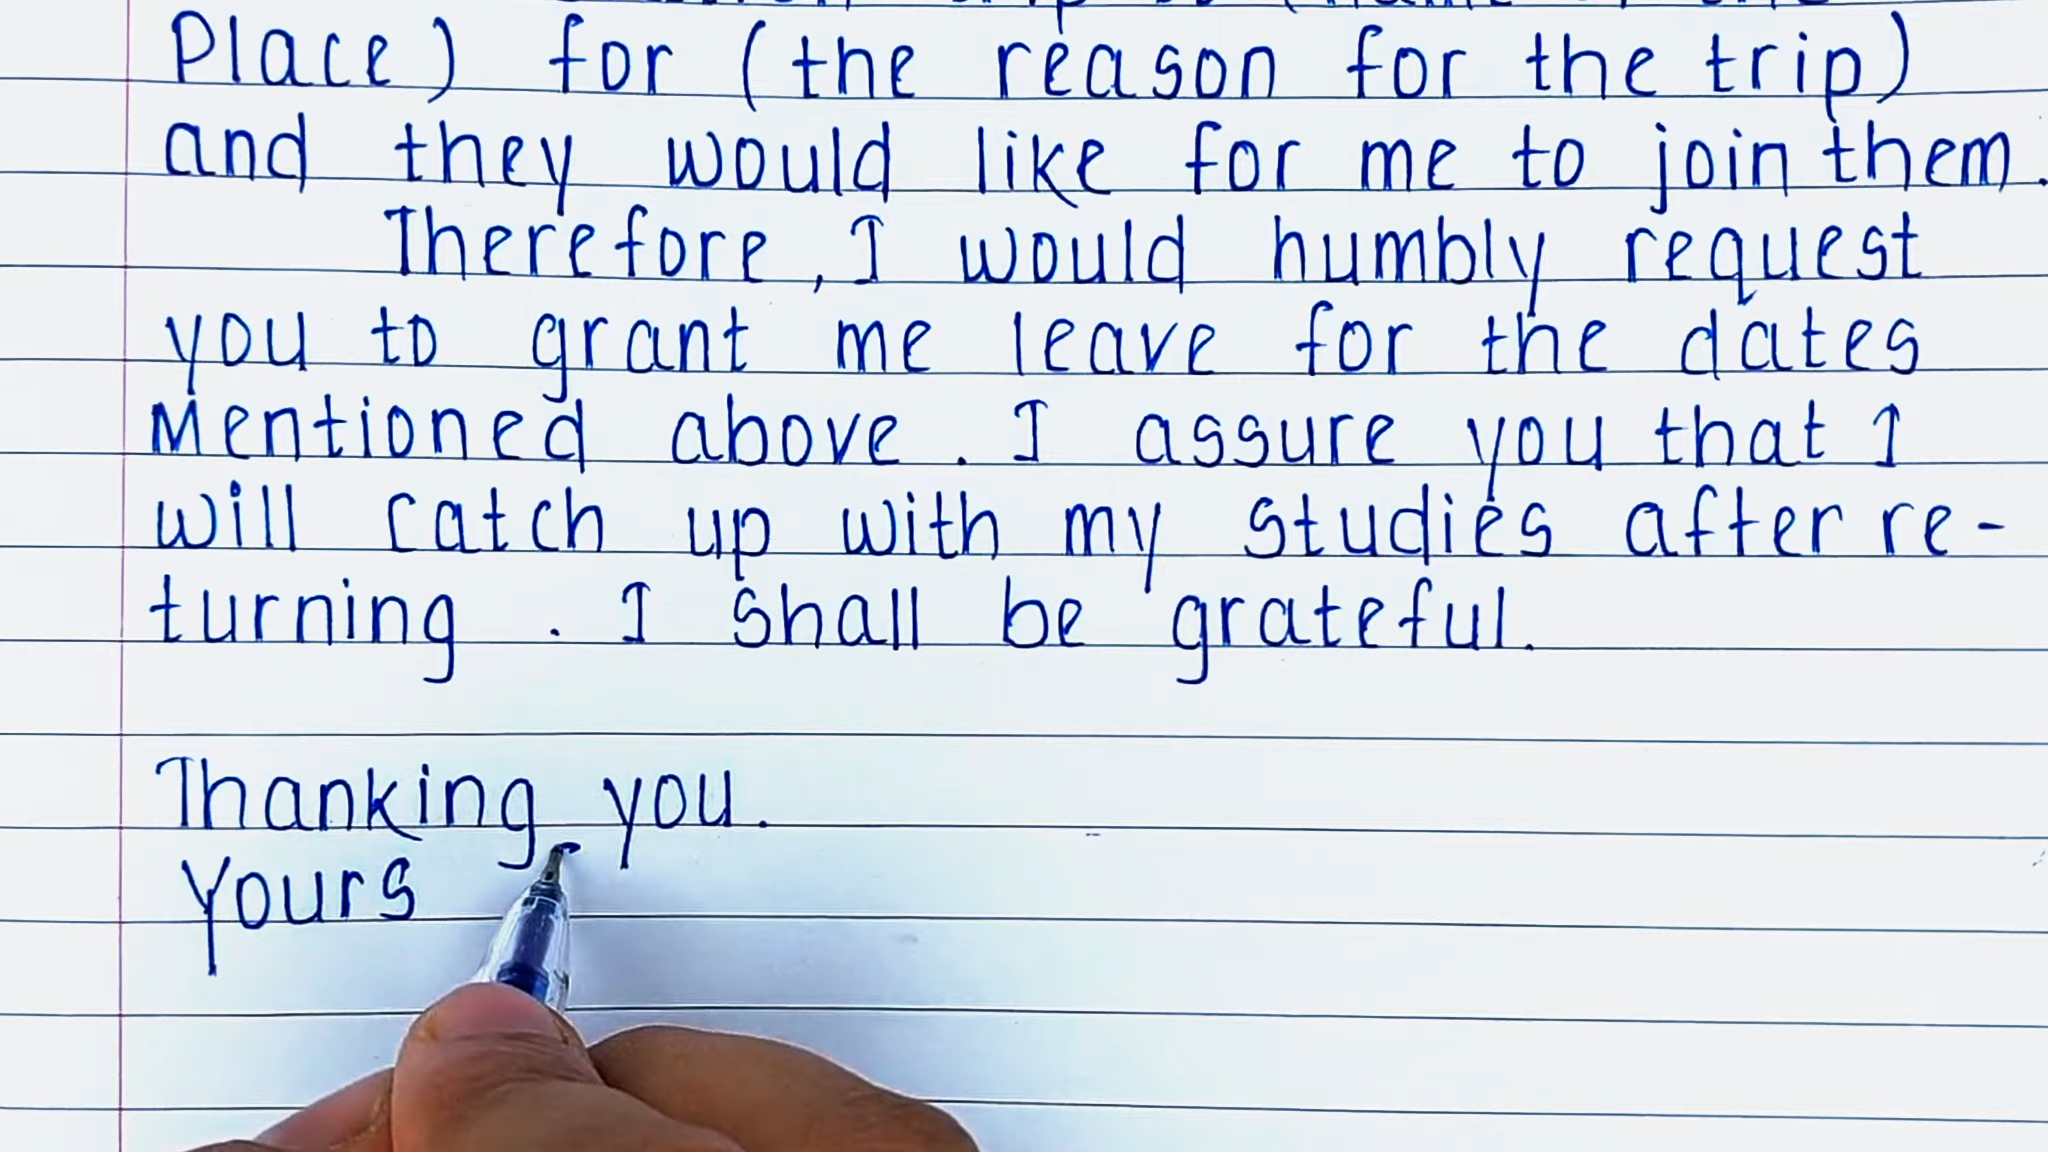 Place) for (the reason for the trip)
and they would like for me to join them.
Therefore, I would humbly request
you to grant me leave for the dates
Mentioned above. I assure you that I
will catch up with my studies after re-
turning. I shall be grateful.
Thanking you.
Yours